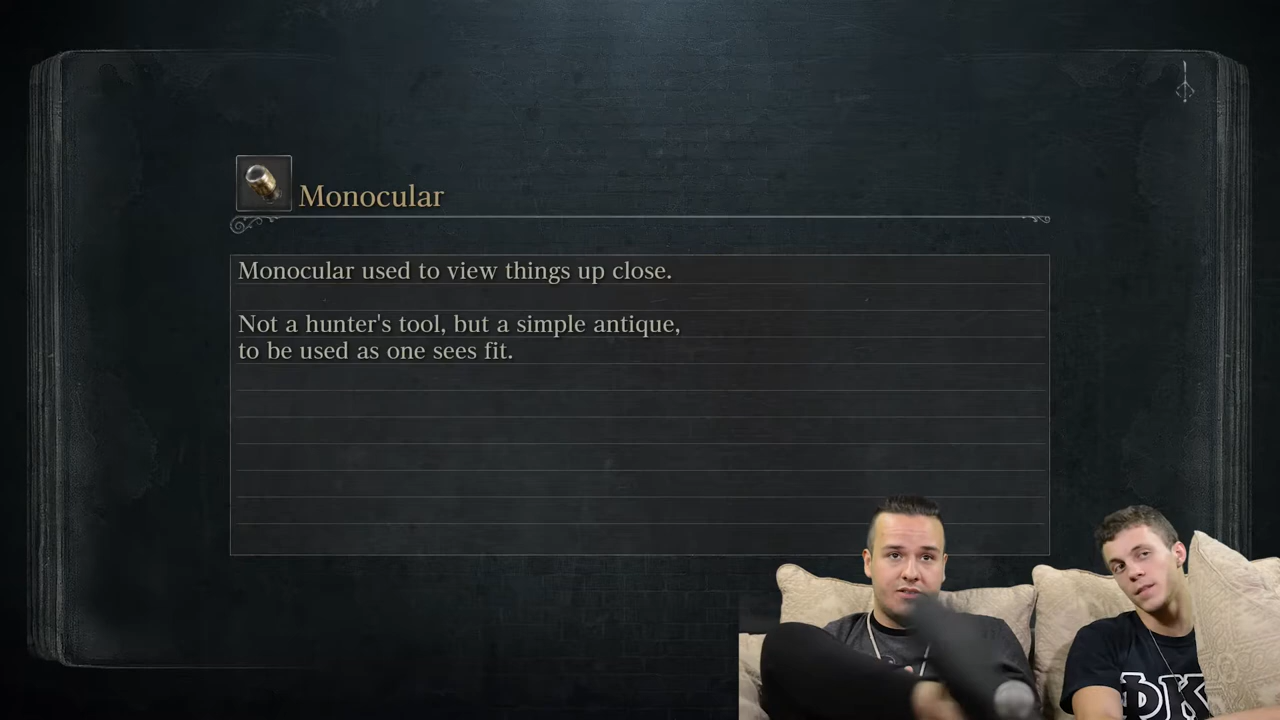 Monocular
Monocular used to view things up close.
Not a hunter's tool, but a simple antique,
to be used as one sees fit.
ΦΚ